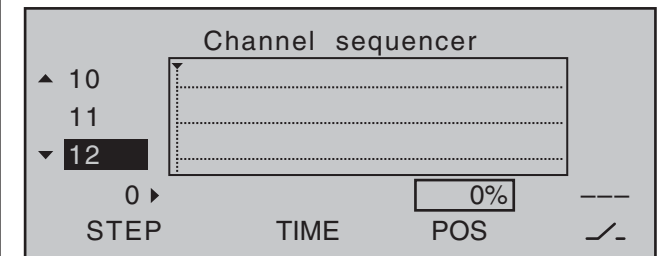 Channel sequencer
10
11
12
0 0% ---
STEP TIME POS